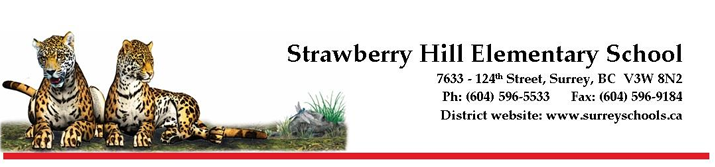 Strawberry Hill Elementary School
7633 - 124th Street, Surrey, BC  V3W 8N2
Ph: (604) 596-5533      Fax: (604) 596-9184
District website: www.surreyschools.ca